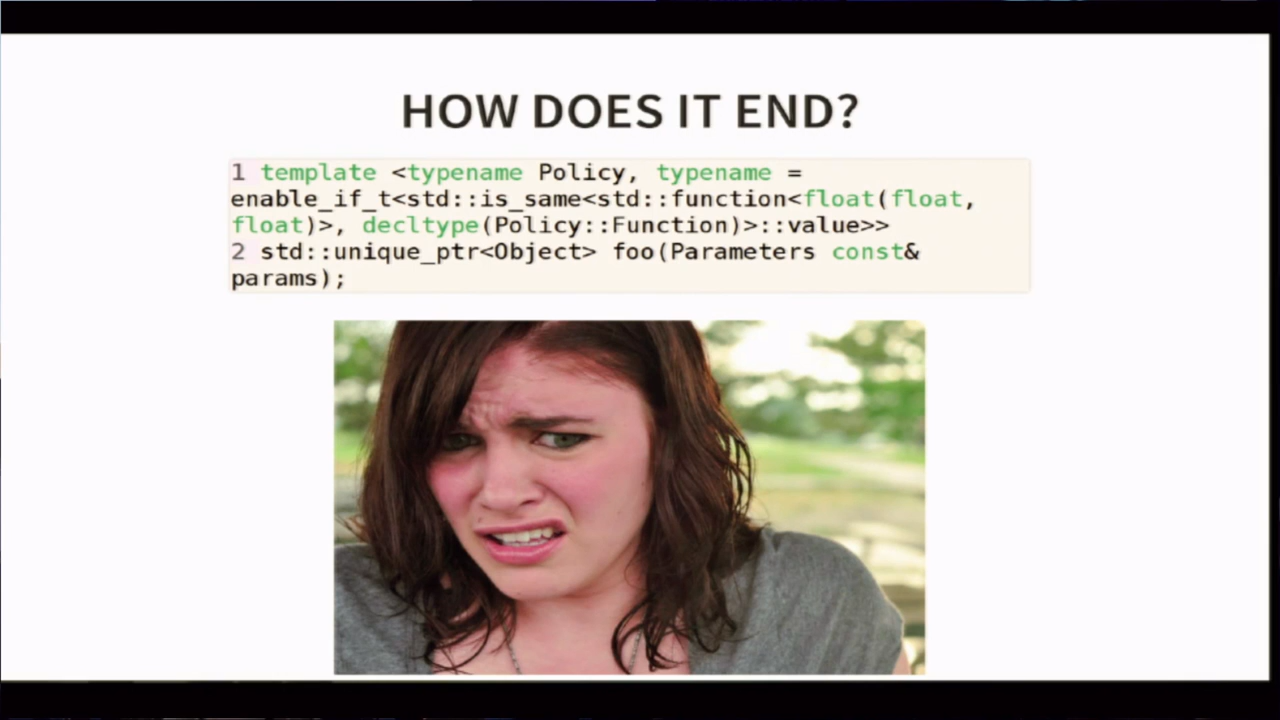 HOW DOES IT END?
1 template <typename Policy, typename =
enable_if_t<std::is_same<std::function<float(float,
float)>, decltype(Policy::Function)>::value>>
2 std::unique_ptr<Object> foo(Parameters const&
params);